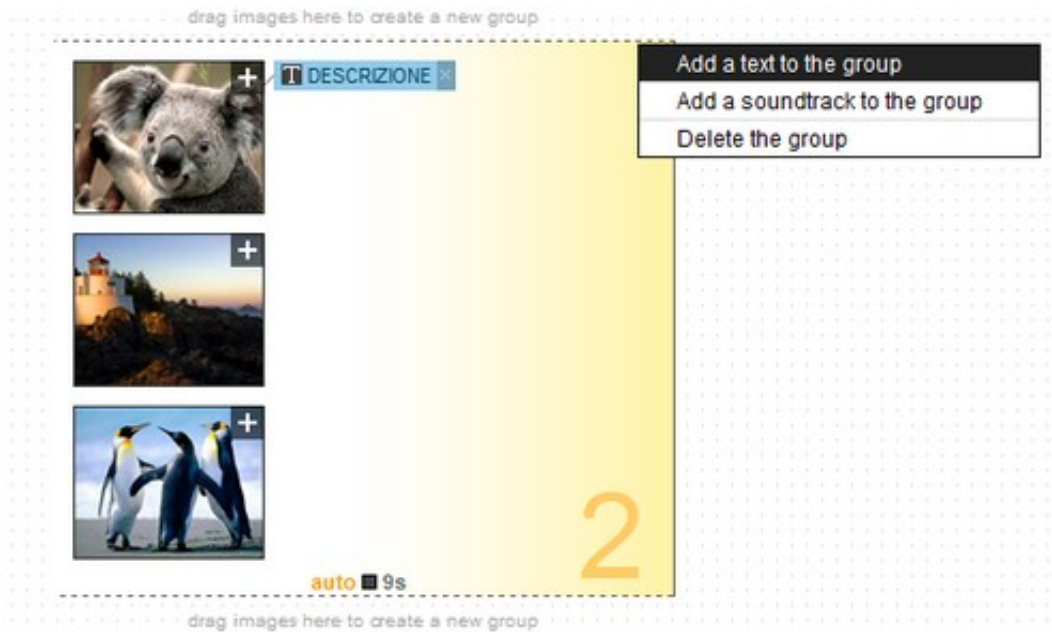 drag images here to create a new group
T DESCRIZIONE ×
Add a text to the group
Add a soundtrack to the group
Delete the group
2
auto 9s
drag images here to create a new group